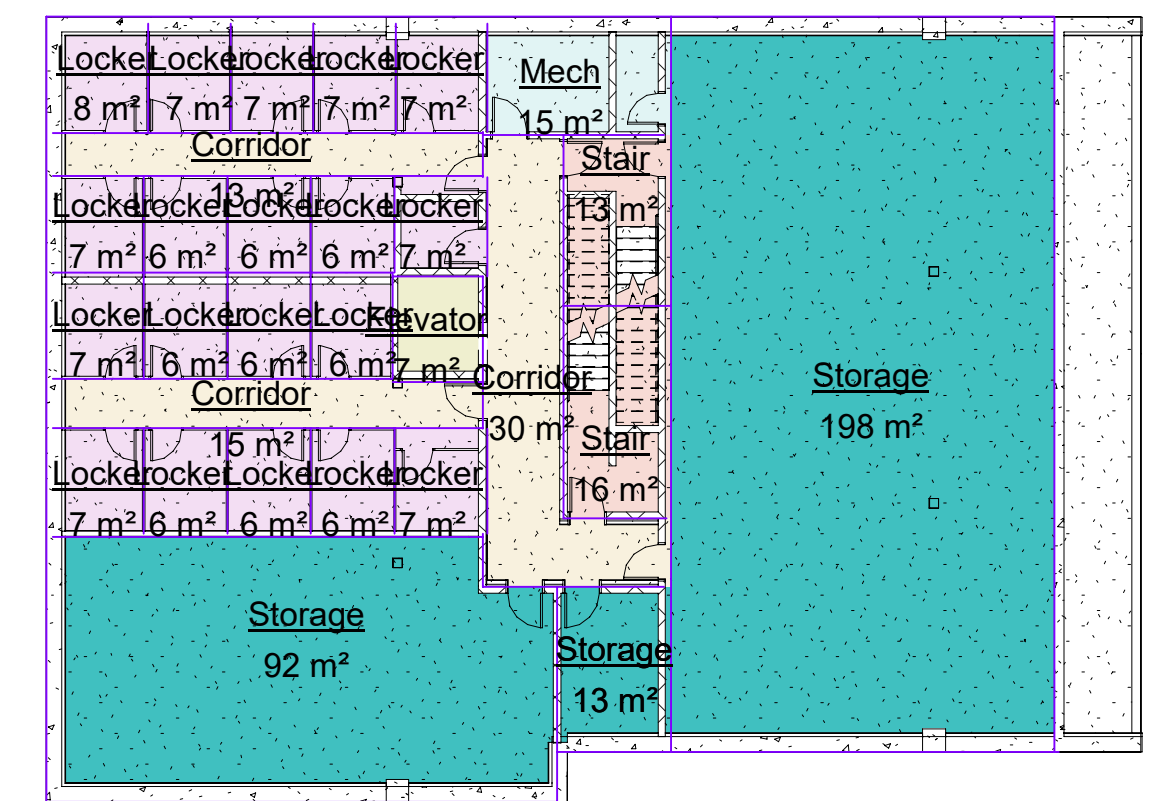 Locker Locker Locker Locker Locker
Mech
8 m² 7 m² 7 m² 7 m² 7 m²
15 m²
Corridor
13 m²
Stair
13 m²
Locker Locker Locker Locker Locker
7 m² 6 m² 6 m² 6 m² 7 m²
Locker Locker Locker Locker Elevator
7 m² 6 m² 6 m² 6 m² 7 m²
Corridor
15 m²
Corridor
30 m²
Storage
198 m²
Stair
16 m²
Locker Locker Locker Locker Locker
7 m² 6 m² 6 m² 6 m² 7 m²
Storage
92 m²
Storage
13 m²